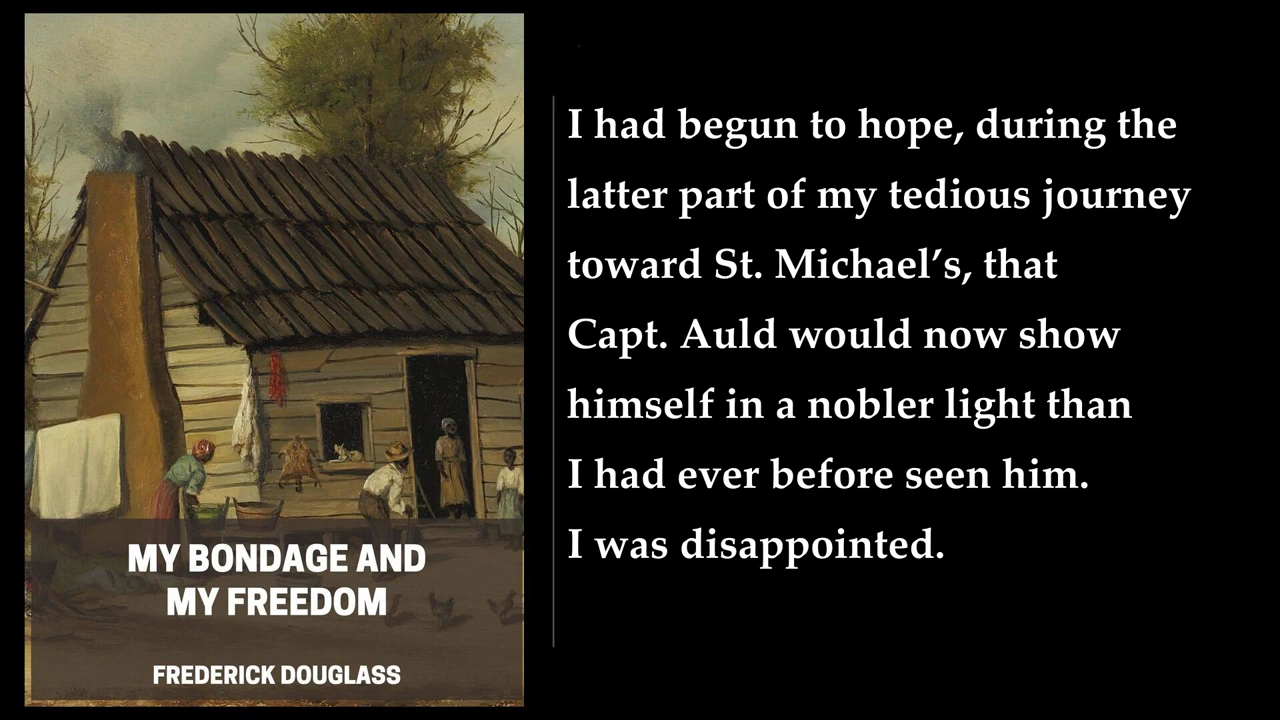 MY BONDAGE AND
MY FREEDOM
FREDERICK DOUGLASS
I had begun to hope, during the
latter part of my tedious journey
toward St. Michael’s, that
Capt. Auld would now show
himself in a nobler light than
I had ever before seen him.
I was disappointed.